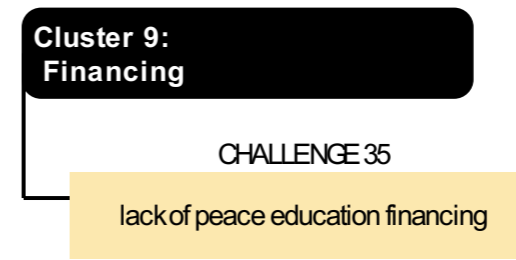 Cluster 9:
Financing
CHALLENGE 35
lack of peace education financing